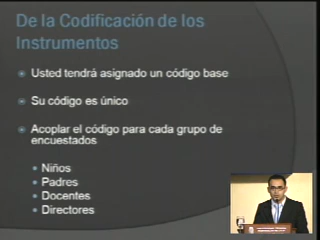 De la Codificación de los
Instrumentos
Usted tendrá asignado un código base
Su código es único
Acoplar el código para cada grupo de
encuestados
Niños
Padres
Docentes
Directores